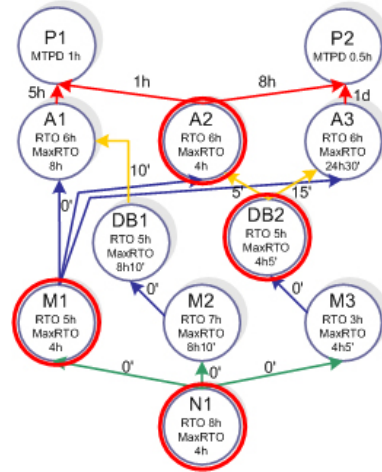 P1
MTPD 1h
P2
MTPD 0.5h
1h
8h
5h
1d
A1
RTO 6h
MaxRTO
8h
A2
RTO 6h
MaxRTO
4h
A3
RTO 6h
MaxRTO
24h30'
10'
0'
5'
15'
DB1
RTO 5h
MaxRTO
8h10'
DB2
RTO 5h
MaxRTO
4h5'
0'
0'
M1
RTO 5h
MaxRTO
4h
M2
RTO 7h
MaxRTO
8h10'
M3
RTO 3h
MaxRTO
4h5'
0'
0'
0'
N1
RTO 8h
MaxRTO
4h